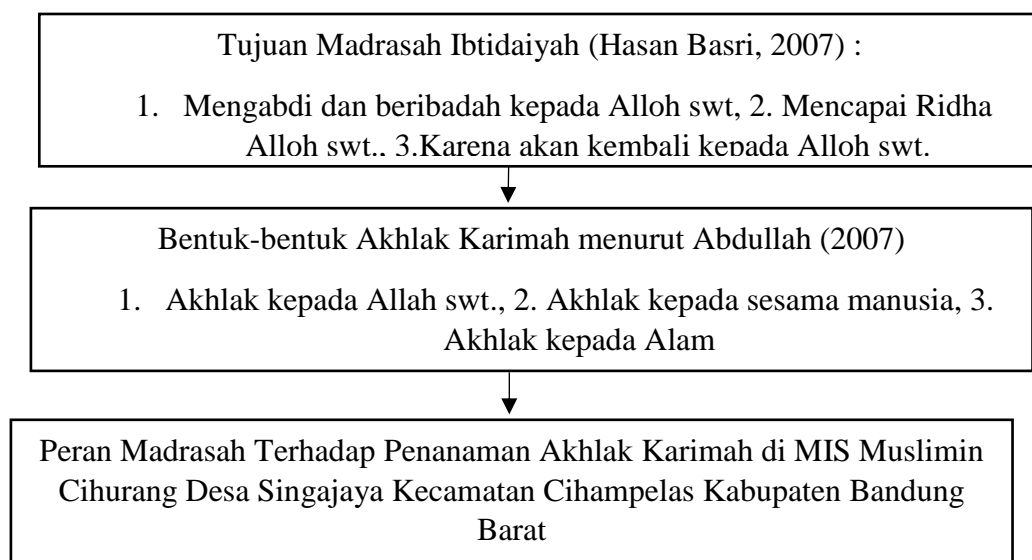 Tujuan Madrasah Ibtidaiyah (Hasan Basri, 2007) :
1. Mengabdi dan beribadah kepada Alloh swt, 2. Mencapai Ridha
Alloh swt., 3.Karena akan kembali kepada Alloh swt.
Bentuk-bentuk Akhlak Karimah menurut Abdullah (2007)
1. Akhlak kepada Allah swt., 2. Akhlak kepada sesama manusia, 3.
Akhlak kepada Alam
Peran Madrasah Terhadap Penanaman Akhlak Karimah di MIS Muslimin
Cihurang Desa Singajaya Kecamatan Cihampelas Kabupaten Bandung
Barat